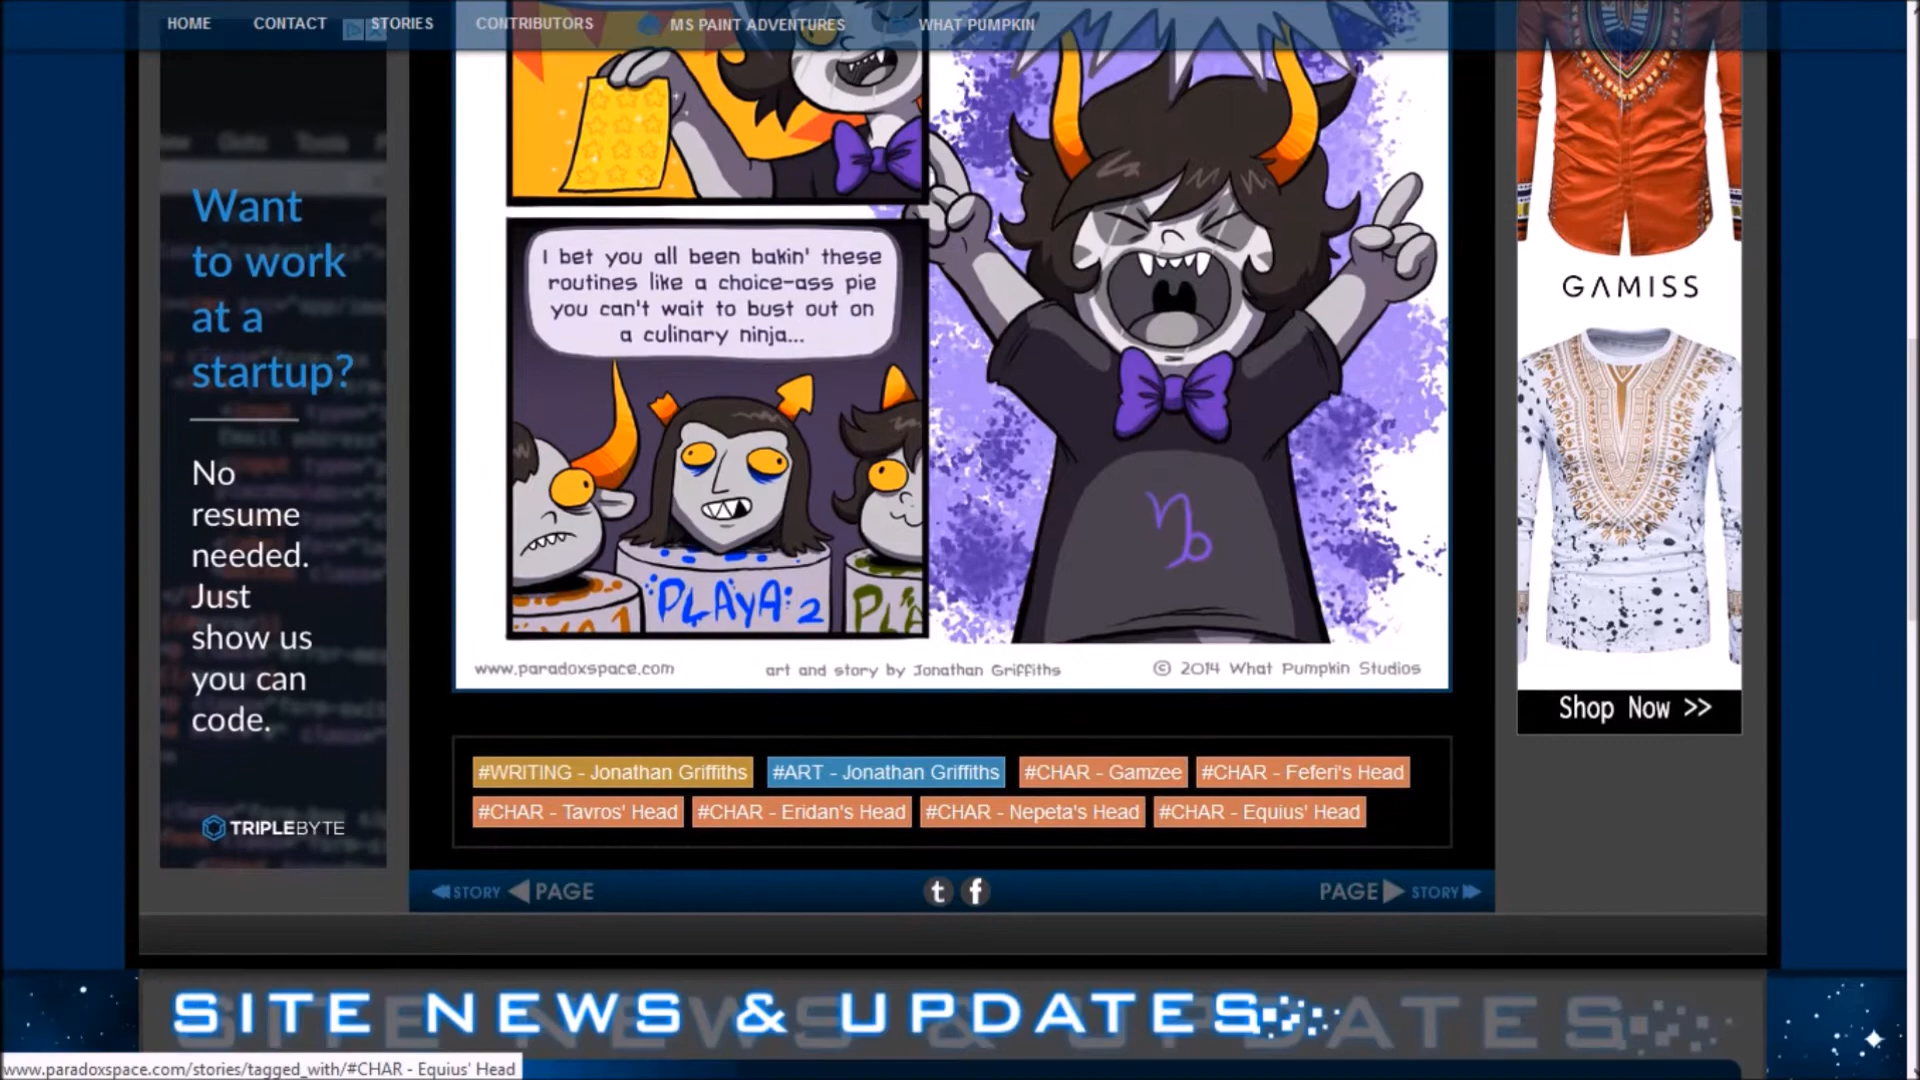 HOME CONTACT STORIES CONTRIBUTORS MS PAINT ADVENTURES WHAT PUMPKIN
Want
to work
at a
startup?
No
resume
needed.
Just
show us
you can
code.
TRIPLEBYTE
I bet you all been bakin' these
routines like a choice-ass pie
you can't wait to bust out on
a culinary ninja...
PLAYA 2
www.paradoxspace.com art and story by Jonathan Griffiths © 2014 What Pumpkin Studios
GAMISS
Shop Now >>
#WRITING - Jonathan Griffiths #ART - Jonathan Griffiths #CHAR - Gamzee #CHAR - Feferi's Head
#CHAR - Tavros' Head #CHAR - Eridan's Head #CHAR - Nepeta's Head #CHAR - Equius' Head
STORY PAGE t f PAGE STORY
SITE NEWS & UPDATES
www.paradoxspace.com/stories/tagged_with/#CHAR - Equius' Head